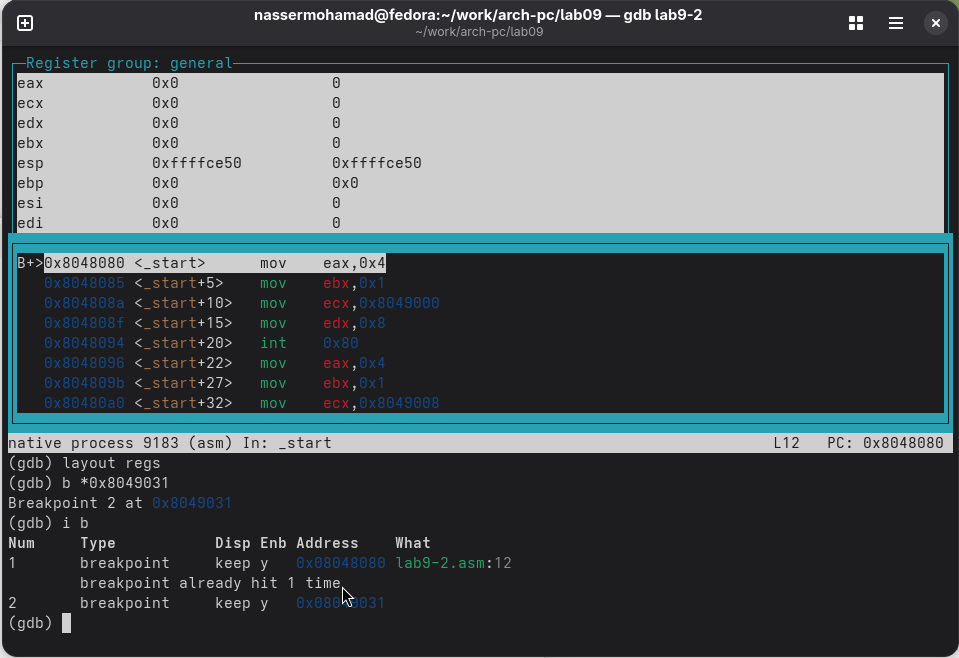 nassermohamad@fedora:~/work/arch-pc/lab09 — gdb lab9-2
~/work/arch-pc/lab09
Register group: general
eax 0x0 0
ecx 0x0 0
edx 0x0 0
ebx 0x0 0
esp 0xffffce50 0xffffce50
ebp 0x0 0x0
esi 0x0 0
edi 0x0 0
B+>0x8048080 <_start> mov eax,0x4
0x8048085 <_start+5> mov ebx,0x1
0x804808a <_start+10> mov ecx,0x8049000
0x804808f <_start+15> mov edx,0x8
0x8048094 <_start+20> int 0x80
0x8048096 <_start+22> mov eax,0x4
0x804809b <_start+27> mov ebx,0x1
0x80480a0 <_start+32> mov ecx,0x8049008
native process 9183 (asm) In: _start L12 PC: 0x8048080
(gdb) layout regs
(gdb) b *0x8049031
Breakpoint 2 at 0x8049031
(gdb) i b
Num Type Disp Enb Address What
1 breakpoint keep y 0x08048080 lab9-2.asm:12
breakpoint already hit 1 time
2 breakpoint keep y 0x08049031
(gdb)